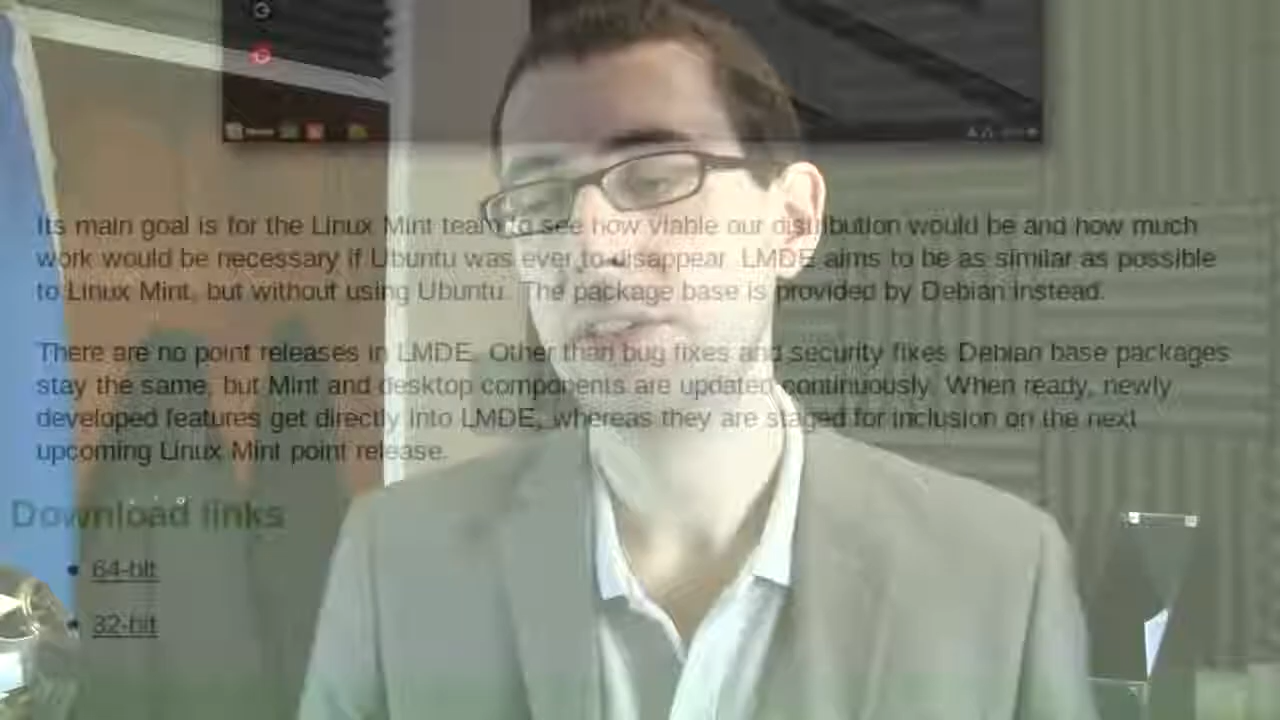 Its main goal is for the Linux Mint team to see how viable our distribution would be and how much
work would be necessary if Ubuntu was ever to disappear. LMDE aims to be as similar as possible
to Linux Mint, but without using Ubuntu. The package base is provided by Debian instead.
There are no point releases in LMDE. Other than bug fixes and security fixes Debian base packages
stay the same, but Mint and desktop components are updated continuously. When ready, newly
developed features get directly into LMDE, whereas they are staged for inclusion on the next
upcoming Linux Mint point release.
Download links
64-bit
32-bit